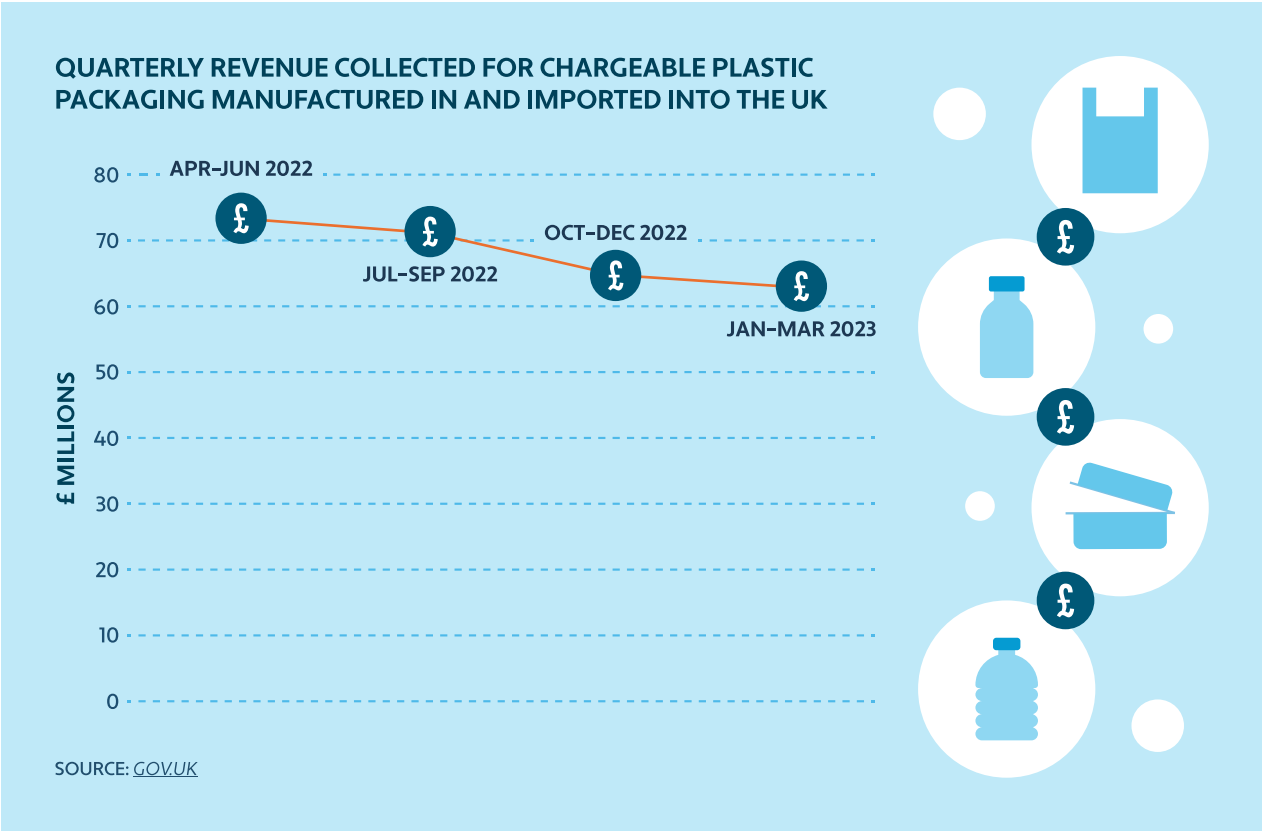 QUARTERLY REVENUE COLLECTED FOR CHARGEABLE PLASTIC
PACKAGING MANUFACTURED IN AND IMPORTED INTO THE UK
£ MILLIONS
80
70
60
50
40
30
20
10
0
APR–JUN 2022
£
JUL–SEP 2022
£
OCT–DEC 2022
£
JAN–MAR 2023
£
£
£
£
SOURCE: GOV.UK